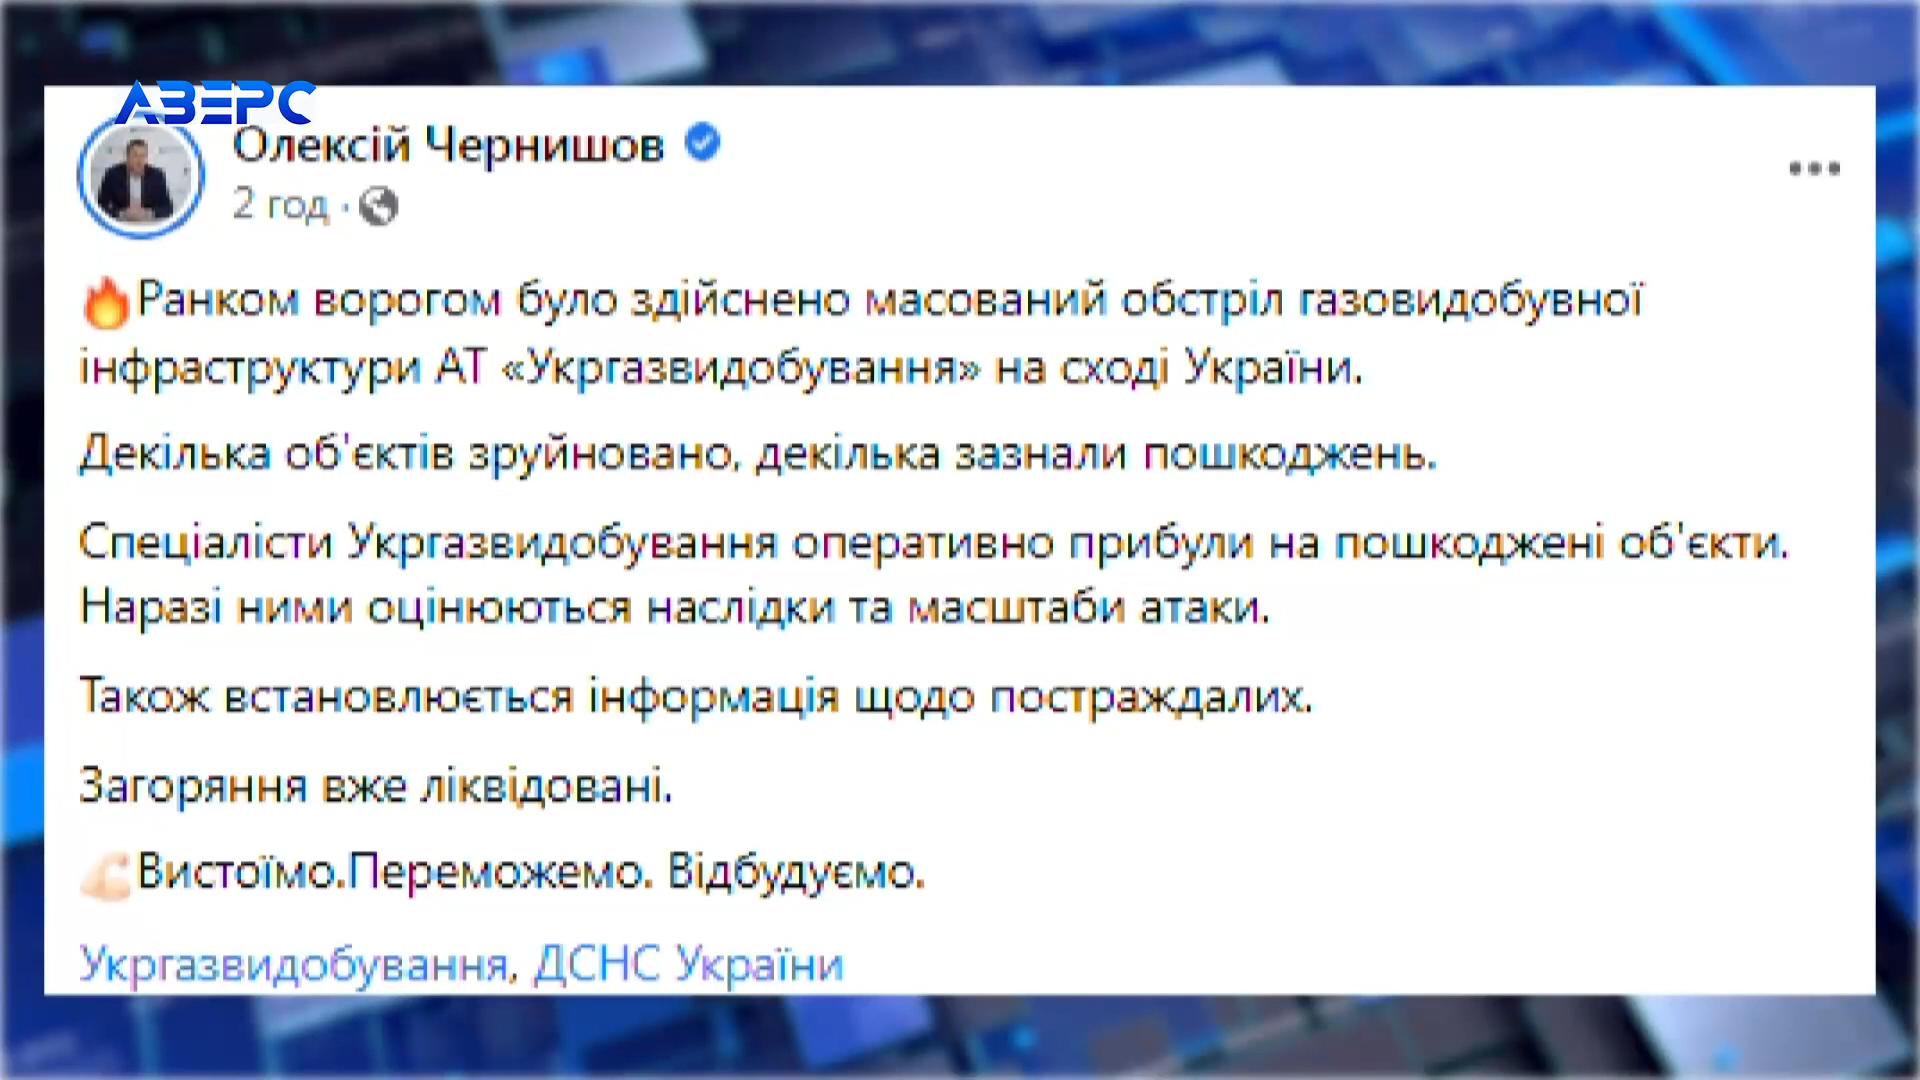 АЗЕРС
Олексій Чернишов
2 год ·
🔥Ранком ворогом було здійснено масований обстріл газовидобувної
інфраструктури АТ «Укргазвидобування» на сході України.
Декілька об'єктів зруйновано, декілька зазнали пошкоджень.
Спеціалісти Укргазвидобування оперативно прибули на пошкоджені об'єкти.
Наразі ними оцінюються наслідки та масштаби атаки.
Також встановлюється інформація щодо постраждалих.
Загоряння вже ліквідовані.
💪🏻Вистоїмо.Переможемо. Відбудуємо.
Укргазвидобування, ДСНС України